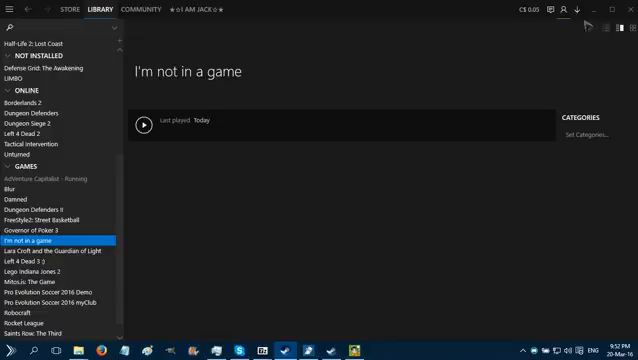 STORE LIBRARY COMMUNITY ★☆I AM JACK☆★ C$ 0.05
Half-Life 2: Lost Coast
NOT INSTALLED
Defense Grid: The Awakening
LIMBO
ONLINE
Borderlands 2
Dungeon Defenders
Dungeon Siege 2
Left 4 Dead 2
Tactical Intervention
Unturned
GAMES
AdVenture Capitalist - Running
Blur
Damned
Dungeon Defenders II
FreeStyle2: Street Basketball
Governor of Poker 3
I'm not in a game
Lara Croft and the Guardian of Light
Left 4 Dead 3 :)
Lego Indiana Jones 2
Mitos.is: The Game
Pro Evolution Soccer 2016 Demo
Pro Evolution Soccer 2016 myClub
Robocraft
Rocket League
Saints Row: The Third
I'm not in a game
Last played Today
CATEGORIES
Set Categories...
ENG
9:52 PM
20-Mar-16